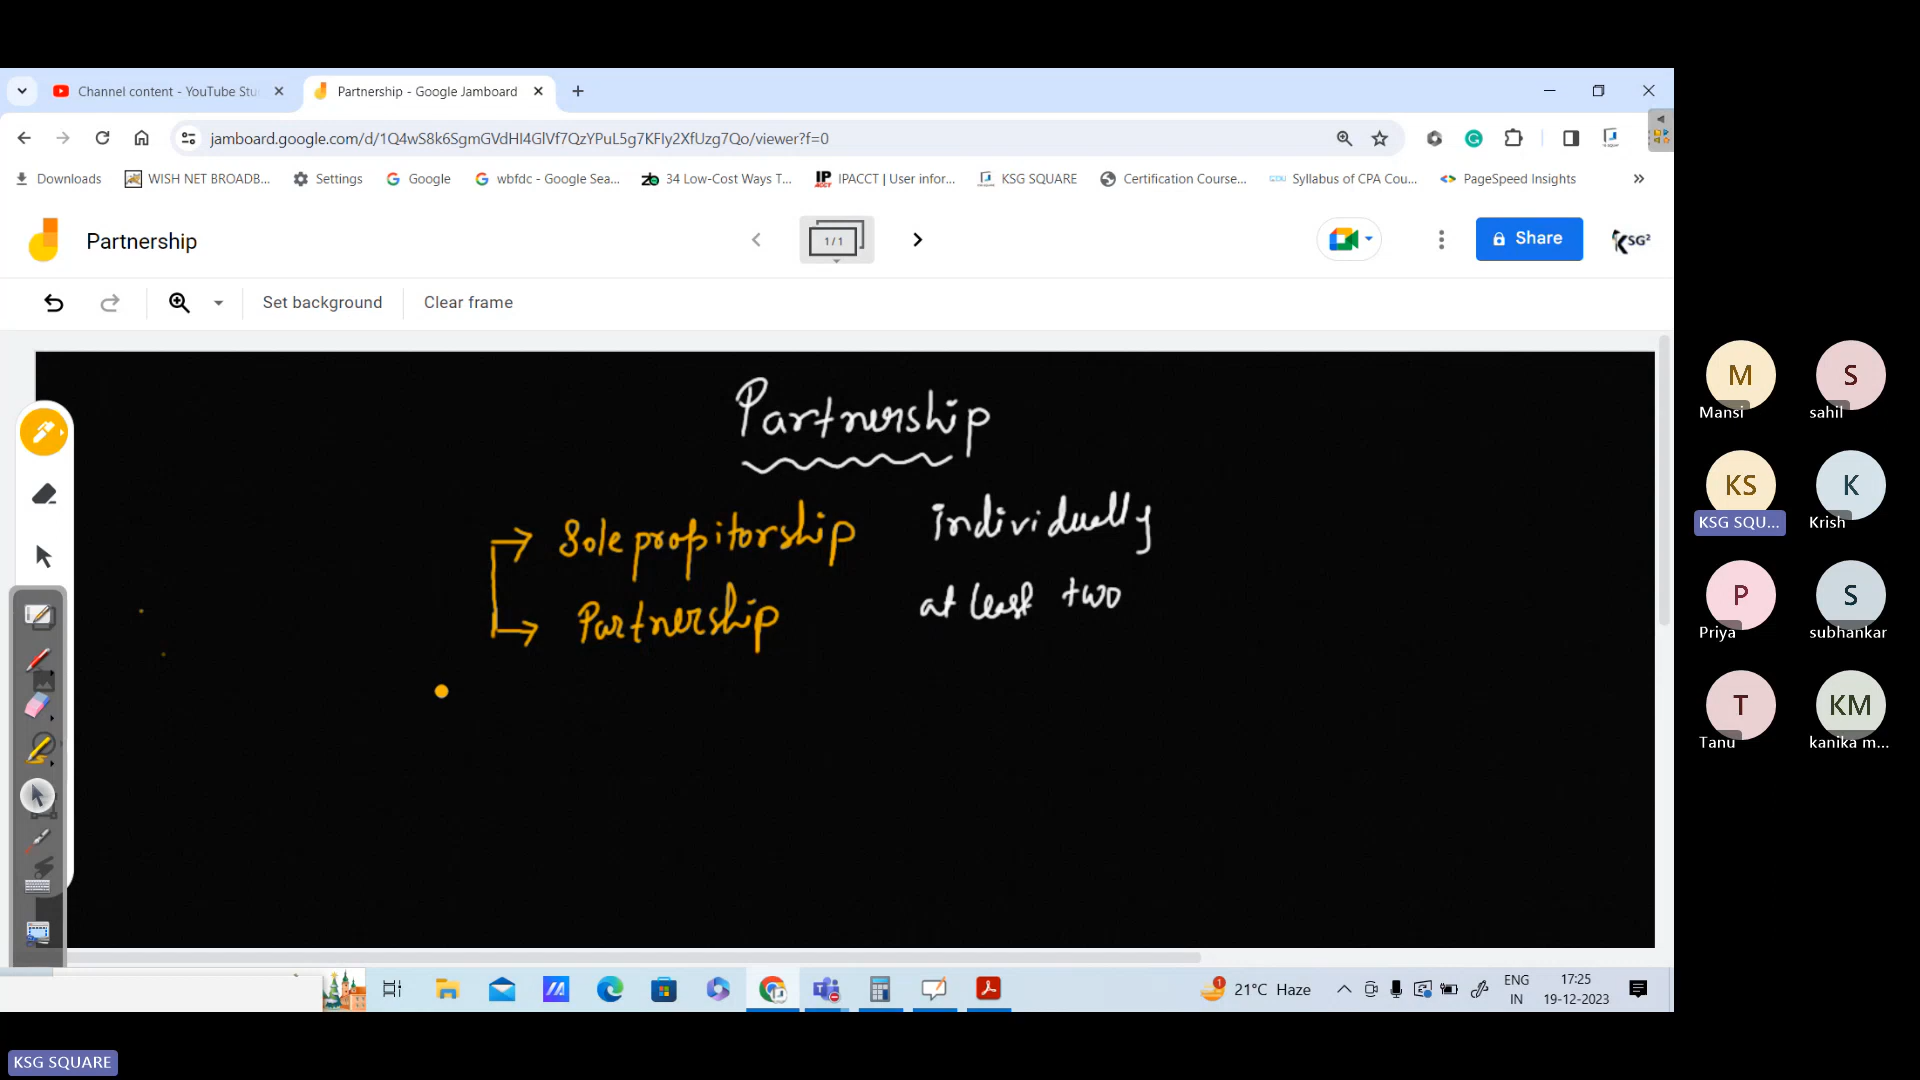 Channel content - YouTube Stu
Partnership - Google Jamboard
jamboard.google.com/d/1Q4wS8k6SgmGVdHI4GlVf7QzYPuL5g7KFIy2XfUzg7Qo/viewer?f=0
Downloads
WISH NET BROADB...
Settings
Google
wbfdc - Google Sea...
34 Low-Cost Ways T...
IPACCT | User infor...
KSG SQUARE
Certification Course...
Syllabus of CPA Cou...
PageSpeed Insights
Partnership
1 / 1
Share
KSG²
Set background
Clear frame
Partnership
Sole propitorship individually
Partnership at least two
M
Mansi
S
sahil
KS
KSG SQU...
K
Krish
P
Priya
S
subhankar
T
Tanu
KM
kanika m...
1
21°C Haze
ENG
IN
17:25
19-12-2023
KSG SQUARE